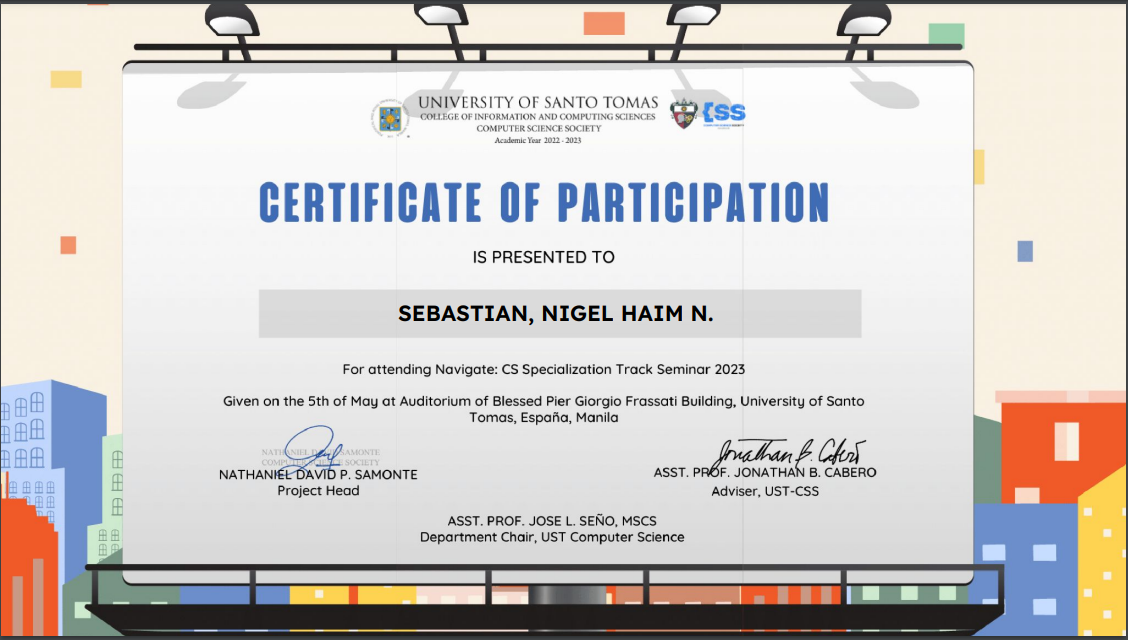 UNIVERSITY OF SANTO TOMAS
COLLEGE OF INFORMATION AND COMPUTING SCIENCES
COMPUTER SCIENCE SOCIETY
Academic Year 2022 - 2023
CSS
CERTIFICATE OF PARTICIPATION
IS PRESENTED TO
SEBASTIAN, NIGEL HAIM N.
For attending Navigate: CS Specialization Track Seminar 2023
Given on the 5th of May at Auditorium of Blessed Pier Giorgio Frassati Building, University of Santo
Tomas, España, Manila
NATHANIEL DAVID P. SAMONTE
COMPUTER SCIENCE SOCIETY
NATHANIEL DAVID P. SAMONTE
Project Head
Jonathan B. Cabero
ASST. PROF. JONATHAN B. CABERO
Adviser, UST-CSS
ASST. PROF. JOSE L. SEÑO, MSCS
Department Chair, UST Computer Science